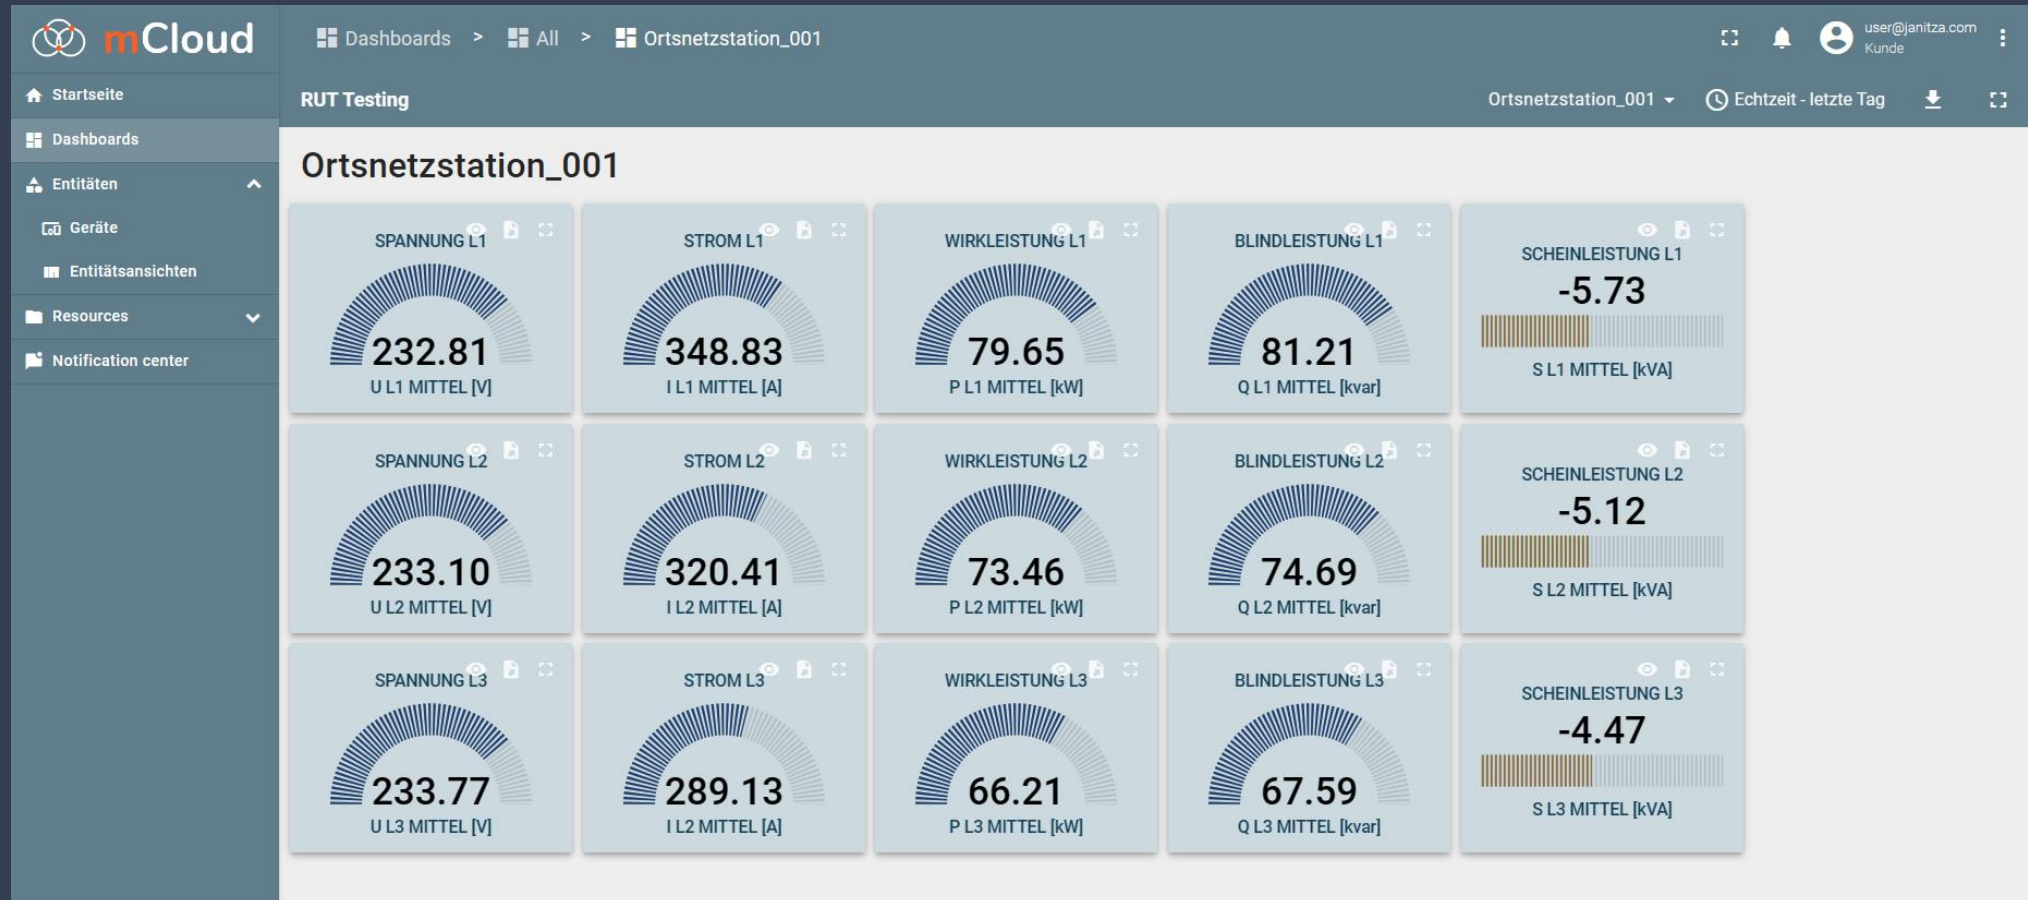 mCloud
Dashboards > All > Ortsnetzstation_001
user@janitza.com
Kunde
Startseite
Dashboards
Entitäten
Geräte
Entitätsansichten
Resources
Notification center
RUT Testing
Ortsnetzstation_001
Echtzeit - letzte Tag
Ortsnetzstation_001
SPANNUNG L1
232.81
U L1 MITTEL [V]
STROM L1
348.83
I L1 MITTEL [A]
WIRKLEISTUNG L1
79.65
P L1 MITTEL [kW]
BLINDLEISTUNG L1
81.21
Q L1 MITTEL [kvar]
SCHEINLEISTUNG L1
-5.73
S L1 MITTEL [kVA]
SPANNUNG L2
233.10
U L2 MITTEL [V]
STROM L2
320.41
I L2 MITTEL [A]
WIRKLEISTUNG L2
73.46
P L2 MITTEL [kW]
BLINDLEISTUNG L2
74.69
Q L2 MITTEL [kvar]
SCHEINLEISTUNG L2
-5.12
S L2 MITTEL [kVA]
SPANNUNG L3
233.77
U L3 MITTEL [V]
STROM L3
289.13
I L2 MITTEL [A]
WIRKLEISTUNG L3
66.21
P L3 MITTEL [kW]
BLINDLEISTUNG L3
67.59
Q L3 MITTEL [kvar]
SCHEINLEISTUNG L3
-4.47
S L3 MITTEL [kVA]